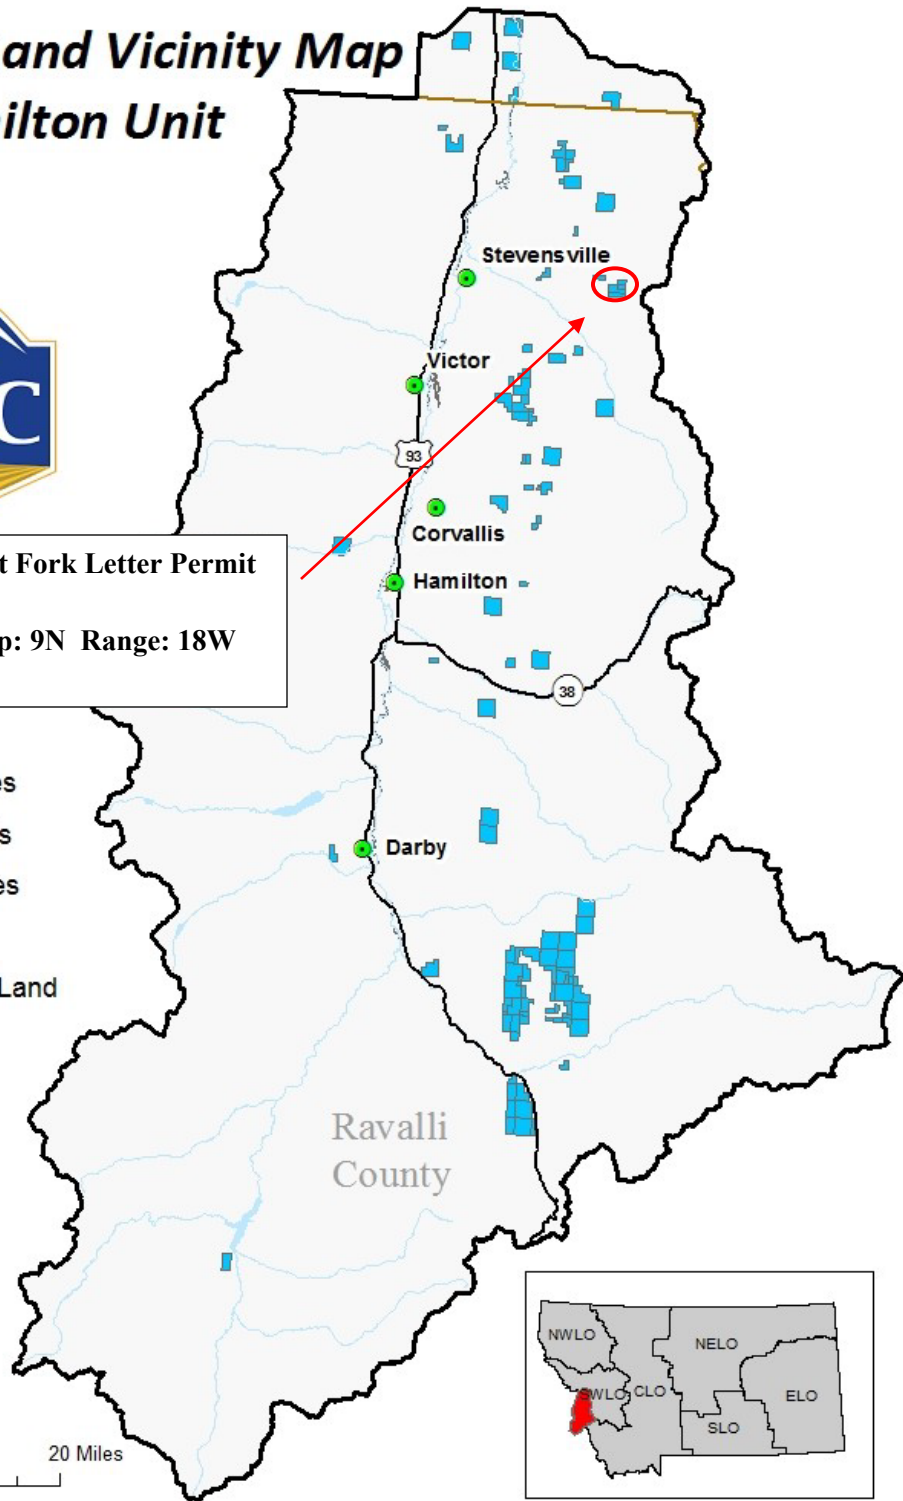 and Vicinity Map
ilton Unit
Stevensville
Victor
C
93
Corvallis
t Fork Letter Permit
Hamilton
p: 9N Range: 18W
38
es
s
Darby
es
Land
Ravalli
County
NWLO
NELO
SWLO
CLO
ELO
SLO
20 Miles